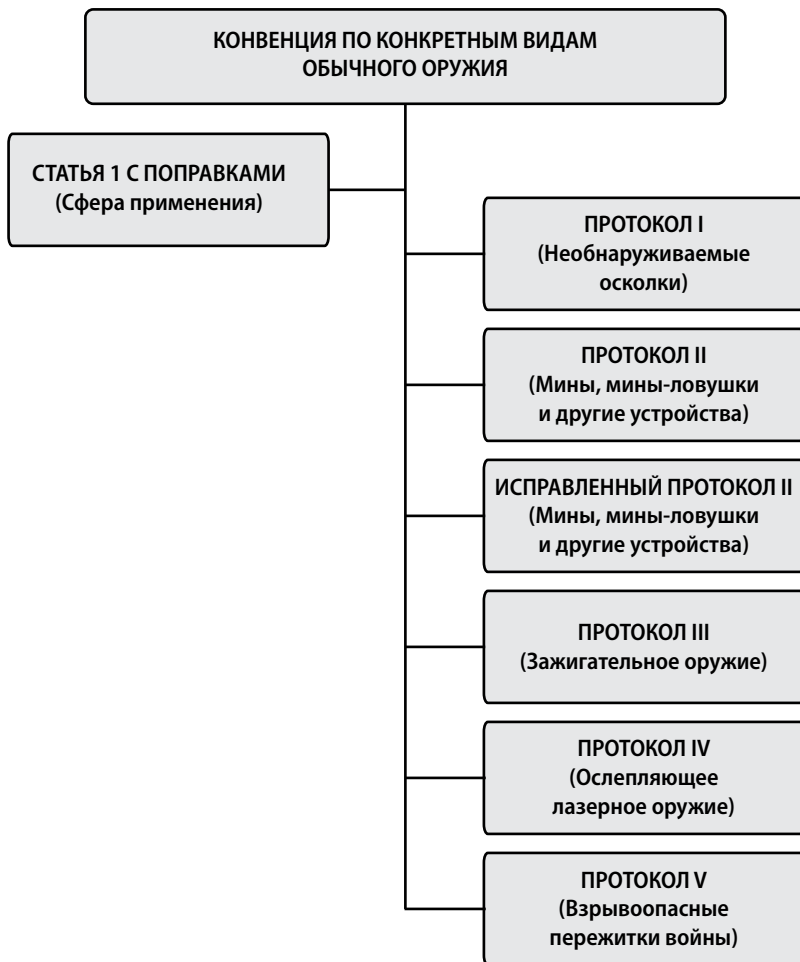 КОНВЕНЦИЯ ПО КОНКРЕТНЫМ ВИДАМ
ОБЫЧНОГО ОРУЖИЯ
СТАТЬЯ 1 С ПОПРАВКАМИ
(Сфера применения)
ПРОТОКОЛ I
(Необнаруживаемые
осколки)
ПРОТОКОЛ II
(Мины, мины-ловушки
и другие устройства)
ИСПРАВЛЕННЫЙ ПРОТОКОЛ II
(Мины, мины-ловушки
и другие устройства)
ПРОТОКОЛ III
(Зажигательное оружие)
ПРОТОКОЛ IV
(Ослепляющее
лазерное оружие)
ПРОТОКОЛ V
(Взрывоопасные
пережитки войны)